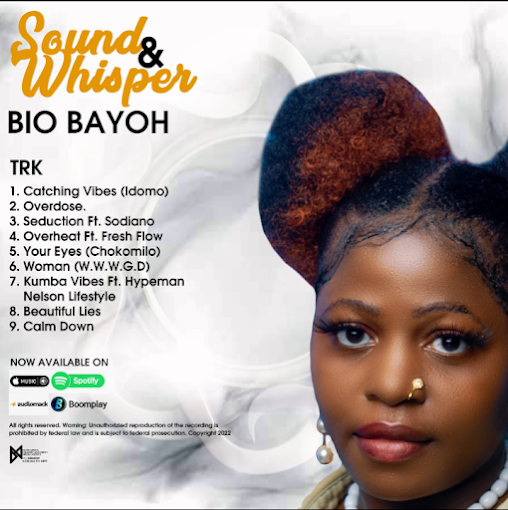 Sound
&
Whisper
BIO BAYOH
TRK
1. Catching Vibes (Idomo)
2. Overdose.
3. Seduction Ft. Sodiano
4. Overheat Ft. Fresh Flow
5. Your Eyes (Chokomilo)
6. Woman (W.W.W.G.D)
7. Kumba Vibes Ft. Hypeman
Nelson Lifestyle
8. Beautiful Lies
9. Calm Down
NOW AVAILABLE ON
MUSIC Spotify
audiomack Boomplay
All rights reserved. Warning: Unauthorizied reproduction of the recording is
prohibited by federal law and is subject to federal prosecution. Copyright 2022